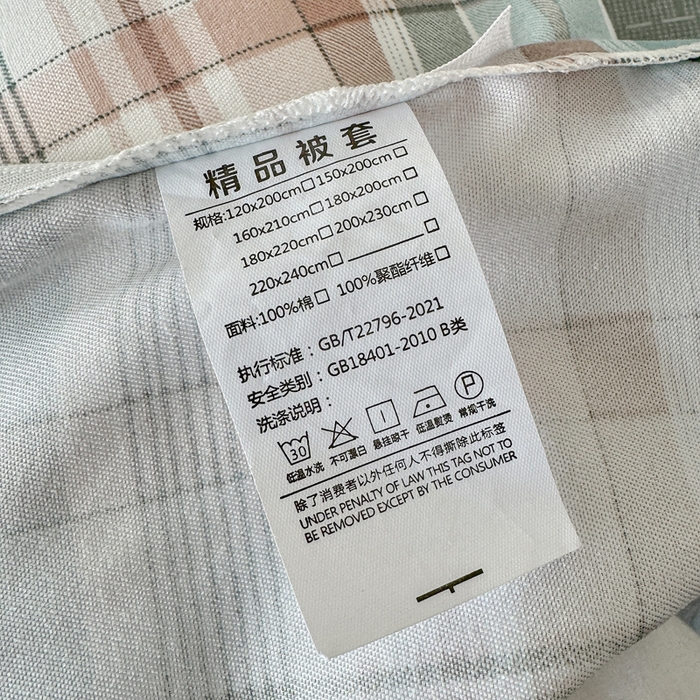 精品被套
规格:120x200cm□ 150x200cm□
160x210cm□ 180x200cm□
180x220cm□ 200x230cm□
220x240cm□ ________□
面料:100%棉□ 100%聚酯纤维□
执行标准：GB/T22796-2021
安全类别：GB18401-2010 B类
洗涤说明：
30 P
低温水洗 不可漂白 悬挂晾干 低温熨烫 常规干洗
除了消费者以外任何人不得撕除此标签
UNDER PENALTY OF LAW THIS TAG NOT TO
BE REMOVED EXCEPT BY THE CONSUMER